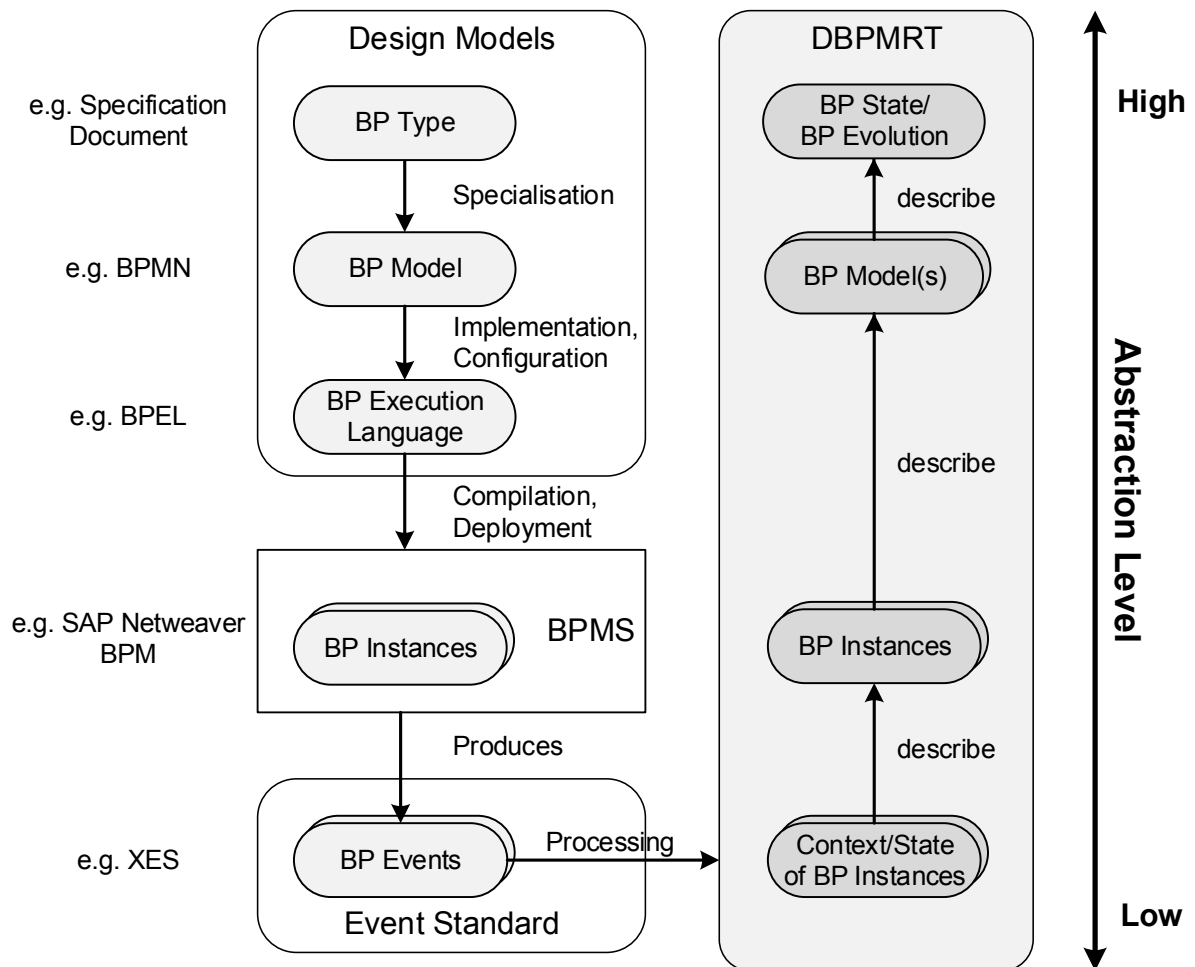 Design Models
DBPMRT
e.g. Specification
Document
BP Type
BP State/
BP Evolution
High
Specialisation
describe
e.g. BPMN
BP Model
BP Model(s)
Implementation,
Configuration
e.g. BPEL
BP Execution
Language
describe
Abstraction Level
Compilation,
Deployment
e.g. SAP Netweaver
BPM
BP Instances
BPMS
BP Instances
Produces
describe
e.g. XES
BP Events
Processing
Context/State
of BP Instances
Event Standard
Low